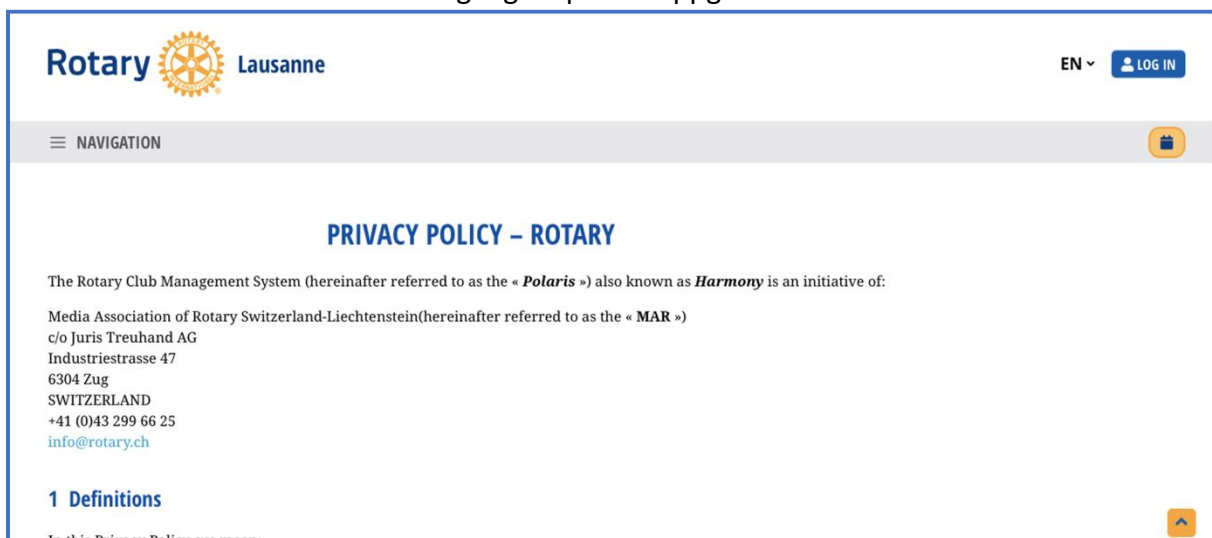 Rotary Lausanne
EN LOG IN
NAVIGATION
PRIVACY POLICY – ROTARY
The Rotary Club Management System (hereinafter referred to as the « Polaris ») also known as Harmony is an initiative of:
Media Association of Rotary Switzerland-Liechtenstein(hereinafter referred to as the « MAR »)
c/o Juris Treuhand AG
Industriestrasse 47
6304 Zug
SWITZERLAND
+41 (0)43 299 66 25
info@rotary.ch
1 Definitions